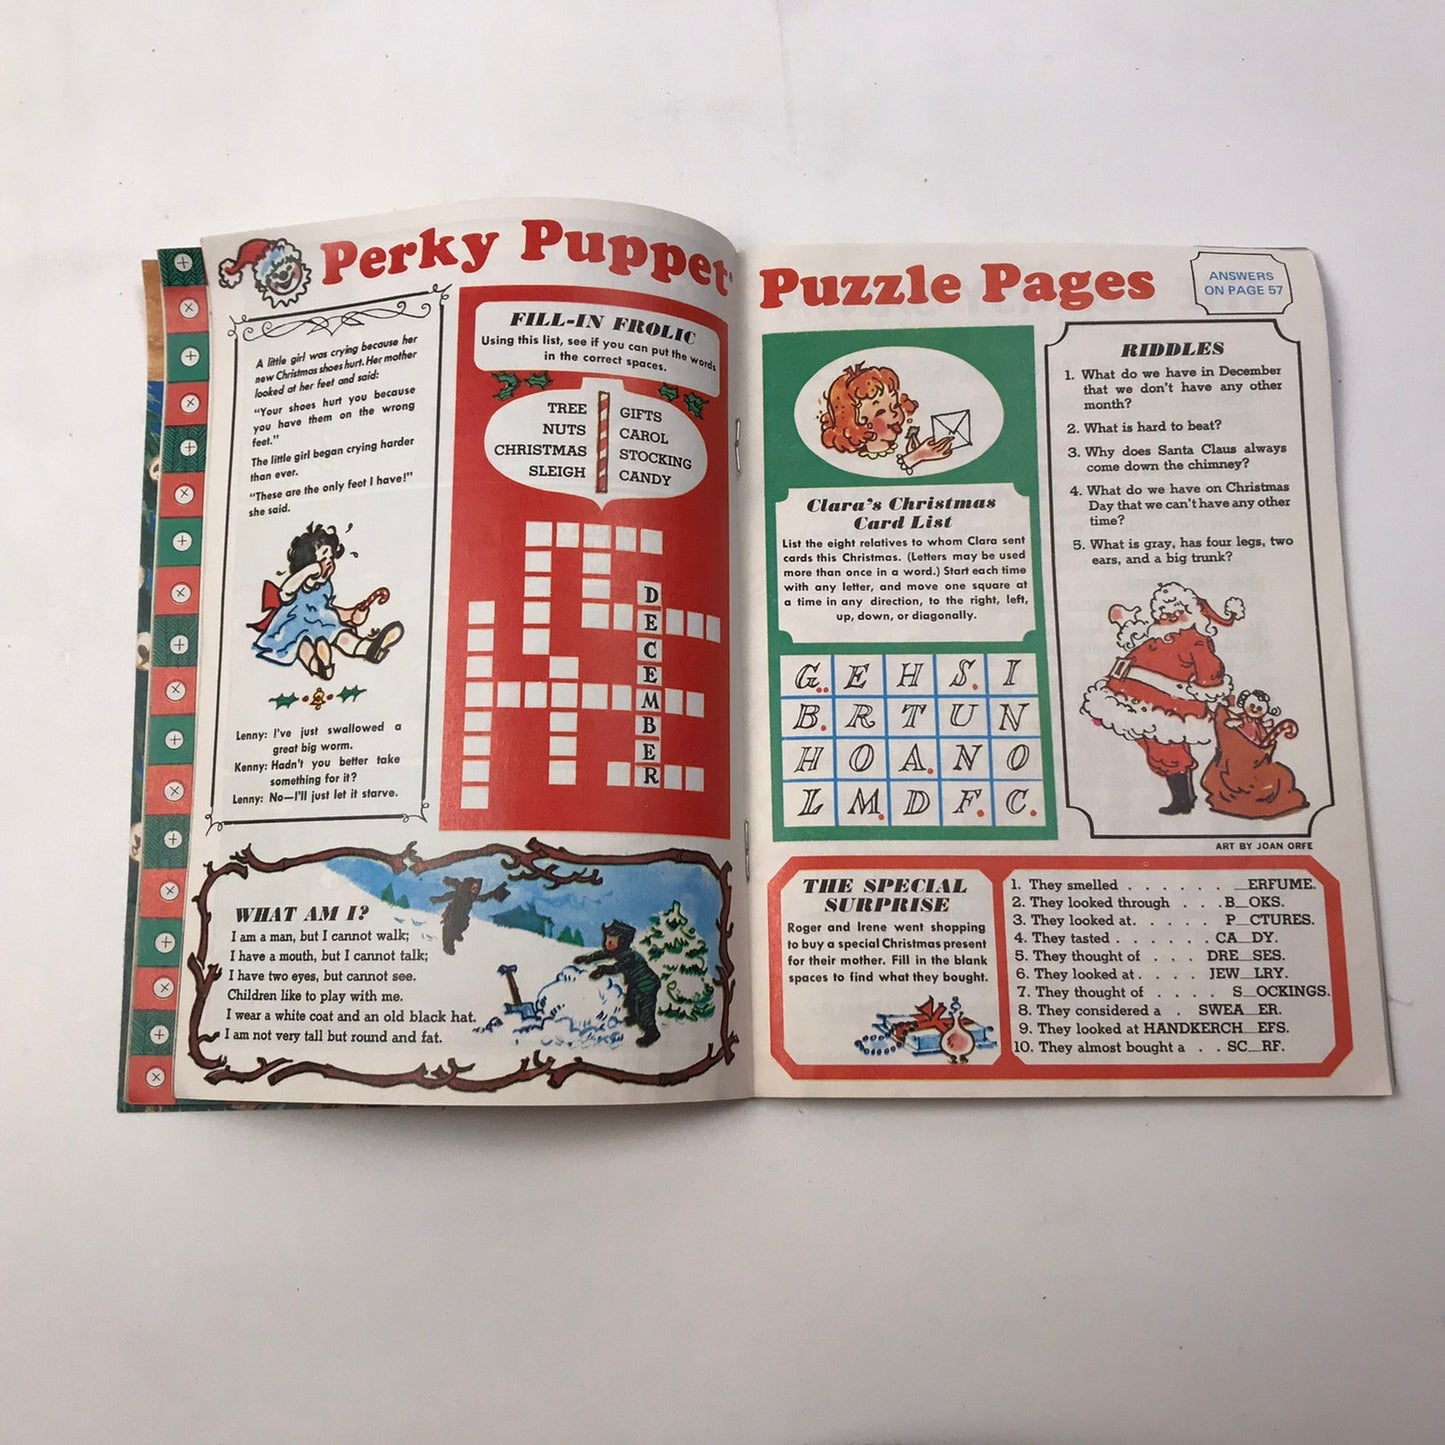 Perky Puppet
A little girl was crying because her
new Christmas shoes hurt. Her mother
looked at her feet and said:
"Your shoes hurt you because
you have them on the wrong
feet."
The little girl began crying harder
than ever.
"These are the only feet I have!"
she said.
Lenny: I've just swallowed a
great big worm.
Kenny: Hadn't you better take
something for it?
Lenny: No—I'll just let it starve.
FILL-IN FROLIC
Using this list, see if you can put the words
in the correct spaces.
TREE
NUTS
CHRISTMAS
SLEIGH
GIFTS
CAROL
STOCKING
CANDY
D
E
C
E
M
B
E
R
WHAT AM I?
I am a man, but I cannot walk;
I have a mouth, but I cannot talk;
I have two eyes, but cannot see.
Children like to play with me.
I wear a white coat and an old black hat.
I am not very tall but round and fat.
Puzzle Pages
ANSWERS
ON PAGE 57
Clara's Christmas
Card List
List the eight relatives to whom Clara sent
cards this Christmas. (Letters may be used
more than once in a word.) Start each time
with any letter, and move one square at
a time in any direction, to the right, left,
up, down, or diagonally.
G.. E H S. I
B. R T U N
H O A. N O
L M. D F. C.
RIDDLES
1. What do we have in December
that we don't have any other
month?
2. What is hard to beat?
3. Why does Santa Claus always
come down the chimney?
4. What do we have on Christmas
Day that we can't have any other
time?
5. What is gray, has four legs, two
ears, and a big trunk?
ART BY JOAN ORFE
THE SPECIAL
SURPRISE
Roger and Irene went shopping
to buy a special Christmas present
for their mother. Fill in the blank
spaces to find what they bought.
1. They smelled . . . . . . _ERFUME.
2. They looked through . . . B_OKS.
3. They looked at. . . . . P_CTURES.
4. They tasted . . . . . . CA_DY.
5. They thought of . . . DRE_SES.
6. They looked at . . . . JEW_LRY.
7. They thought of . . . . S_OCKINGS.
8. They considered a . SWEA_ER.
9. They looked at HANDKERCH_EFS.
10. They almost bought a . . SC_RF.